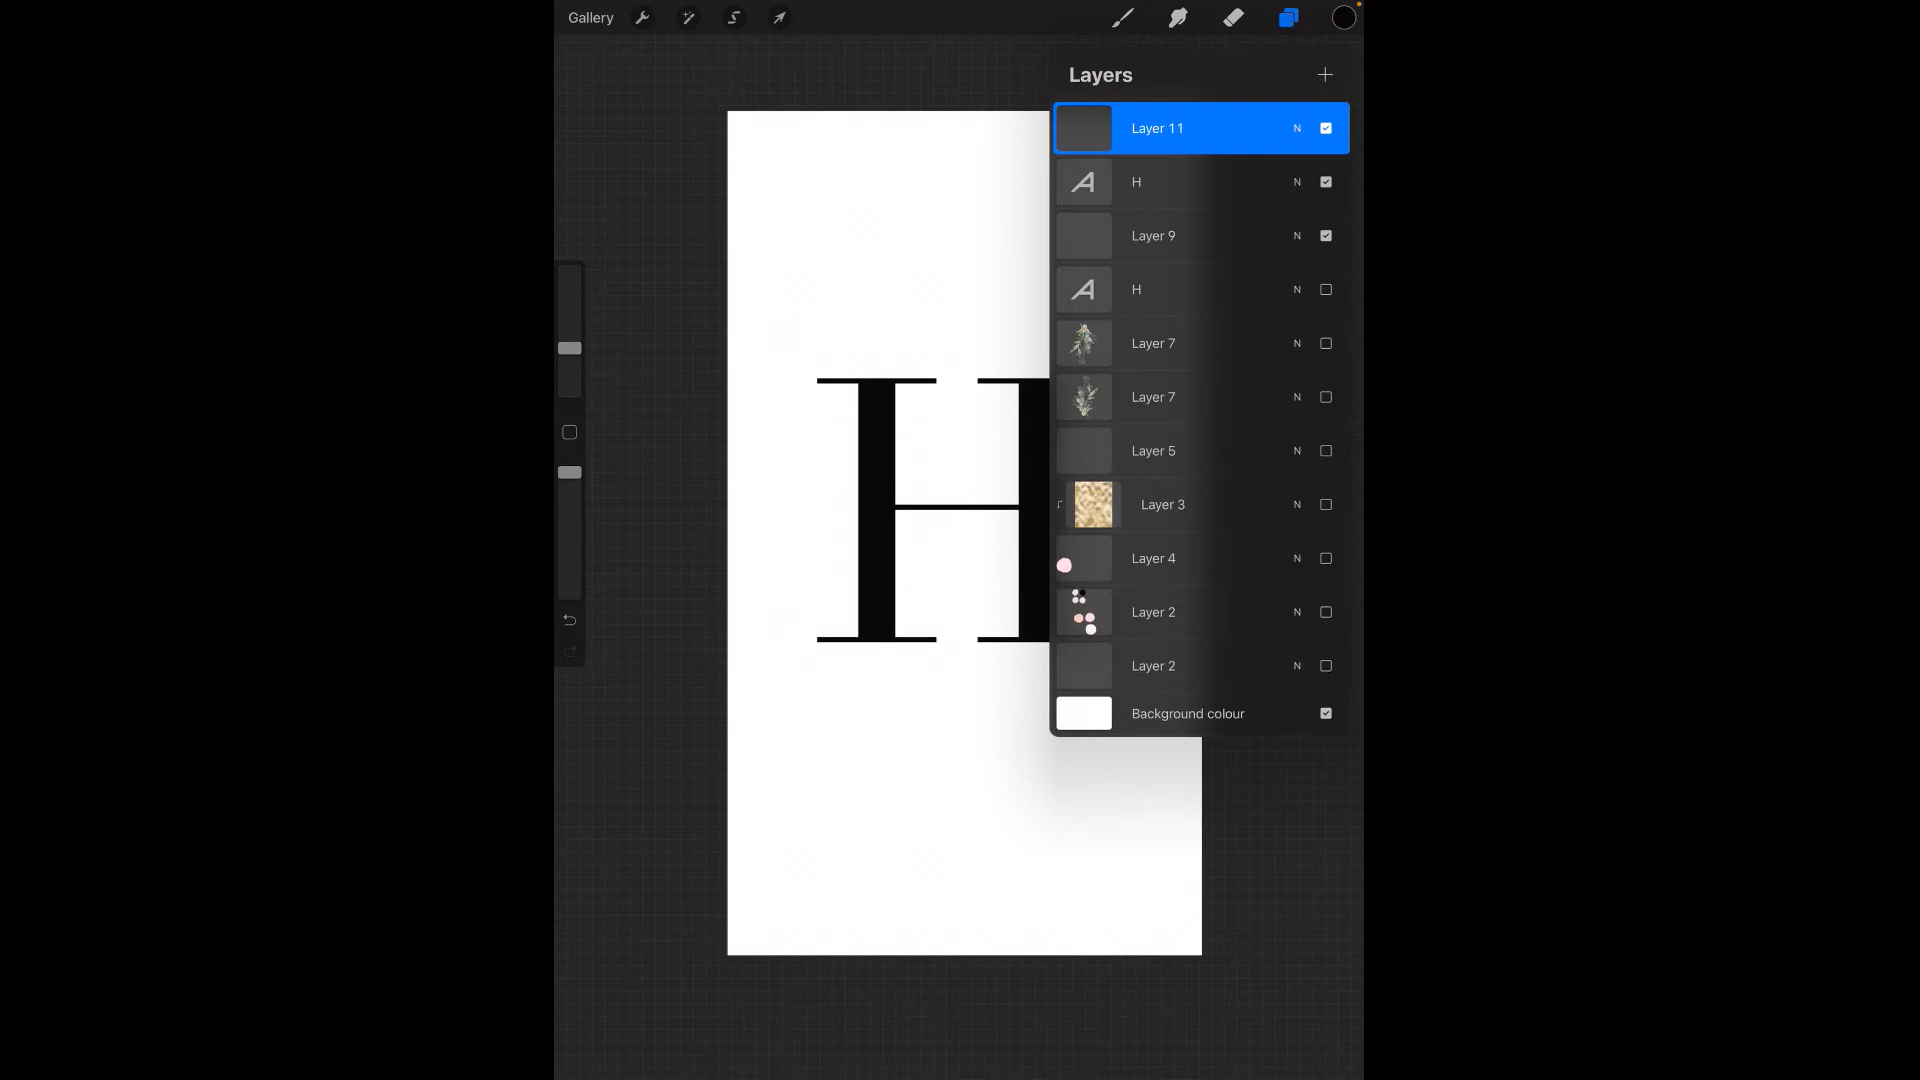 Gallery
Layers
Layer 11 N
H N
Layer 9 N
H N
Layer 7 N
Layer 7 N
Layer 5 N
Layer 3 N
Layer 4 N
Layer 2 N
Layer 2 N
Background colour
H